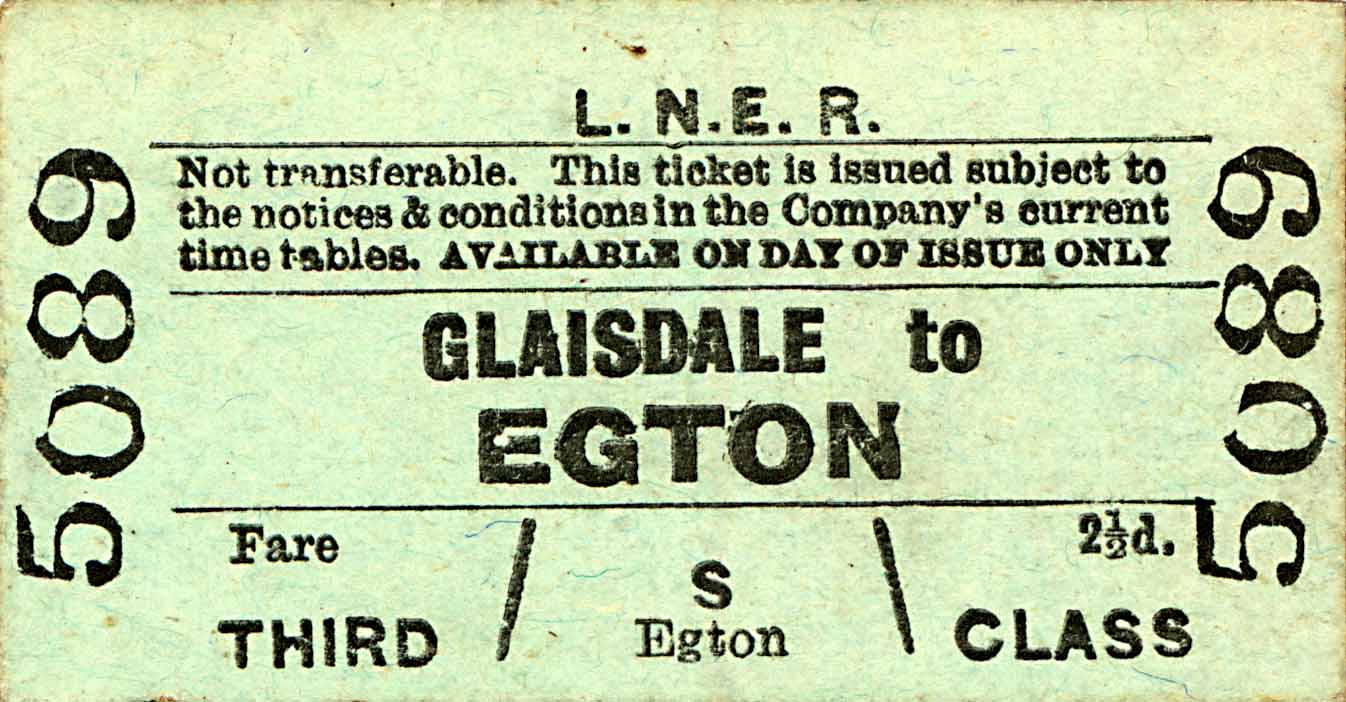 L. N. E. R.
Not transferable. This ticket is issued subject to
the notices & conditions in the Company's current
time tables. AVAILABLE ON DAY OF ISSUE ONLY
GLAISDALE to
EGTON
Fare / S \ 2½d.
THIRD Egton CLASS
5089
5089